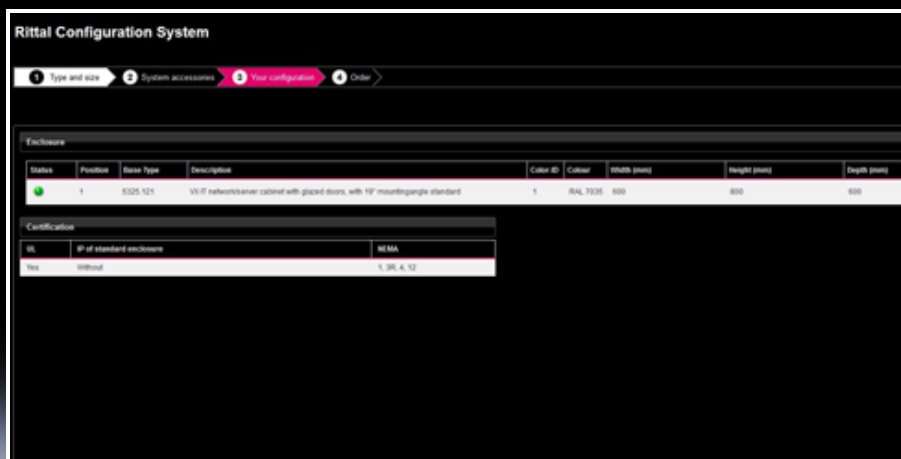 Rittal Configuration System
1 Type and size 2 System accessories 3 Your configuration 4 Order
Enclosure
Status Position Base Type Description Color ID Colour Width (mm) Height (mm) Depth (mm)
1 5325.121 VX IT network/server cabinet with glazed doors, with 19" mountingangle standard 1 RAL 7035 600 800 600
Certification
UL IP of standard enclosure NEMA
Yes Without 1, 3R, 4, 12